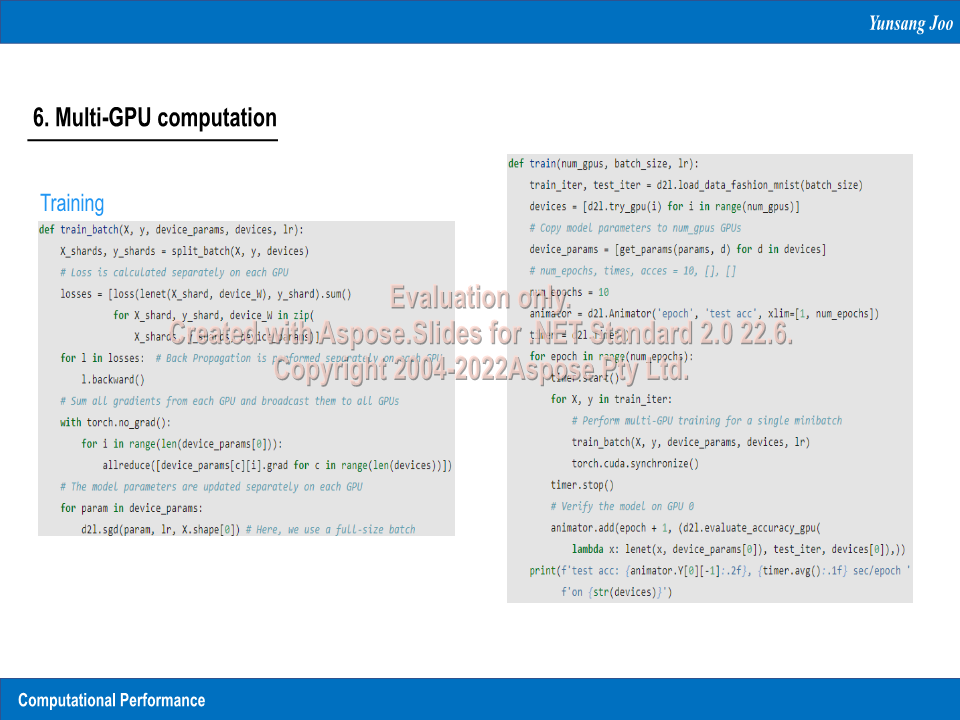 Yunsang Joo
6. Multi-GPU computation
Training
def train_batch(X, y, device_params, devices, lr):
    X_shards, y_shards = split_batch(X, y, devices)
    # Loss is calculated separately on each GPU
    losses = [loss(lenet(X_shard, device_W), y_shard).sum()
              for X_shard, y_shard, device_W in zip(
                  X_shards, y_shards, device_params)]
    for l in losses:  # Back Propagation is performed separately on each GPU
        l.backward()
    # Sum all gradients from each GPU and broadcast them to all GPUs
    with torch.no_grad():
        for i in range(len(device_params[0])):
            allreduce([device_params[c][i].grad for c in range(len(devices))])
    # The model parameters are updated separately on each GPU
    for param in device_params:
        d2l.sgd(param, lr, X.shape[0]) # Here, we use a full-size batch
def train(num_gpus, batch_size, lr):
    train_iter, test_iter = d2l.load_data_fashion_mnist(batch_size)
    devices = [d2l.try_gpu(i) for i in range(num_gpus)]
    # Copy model parameters to num_gpus GPUs
    device_params = [get_params(params, d) for d in devices]
    # num_epochs, times, acces = 10, [], []
    num_epochs = 10
    animator = d2l.Animator('epoch', 'test acc', xlim=[1, num_epochs])
    timer = d2l.Timer()
    for epoch in range(num_epochs):
        timer.start()
        for X, y in train_iter:
            # Perform multi-GPU training for a single minibatch
            train_batch(X, y, device_params, devices, lr)
            torch.cuda.synchronize()
        timer.stop()
        # Verify the model on GPU 0
        animator.add(epoch + 1, (d2l.evaluate_accuracy_gpu(
            lambda x: lenet(x, device_params[0]), test_iter, devices[0]),))
    print(f'test acc: {animator.Y[0][-1]:.2f}, {timer.avg():.1f} sec/epoch '
          f'on {str(devices)}')
Evaluation only.
Created with Aspose.Slides for .NET Standard 2.0 22.6.
Copyright 2004-2022Aspose Pty Ltd.
Computational Performance